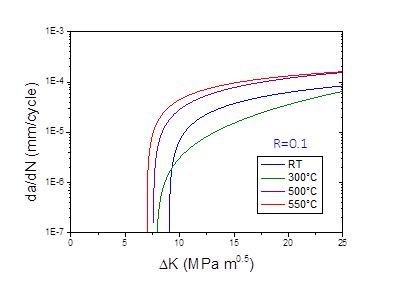 1E-3
1E-4
1E-5
1E-6
1E-7
da/dN (mm/cycle)
R=0.1
RT
300°C
500°C
550°C
0 5 10 15 20 25
ΔK (MPa m^0.5)